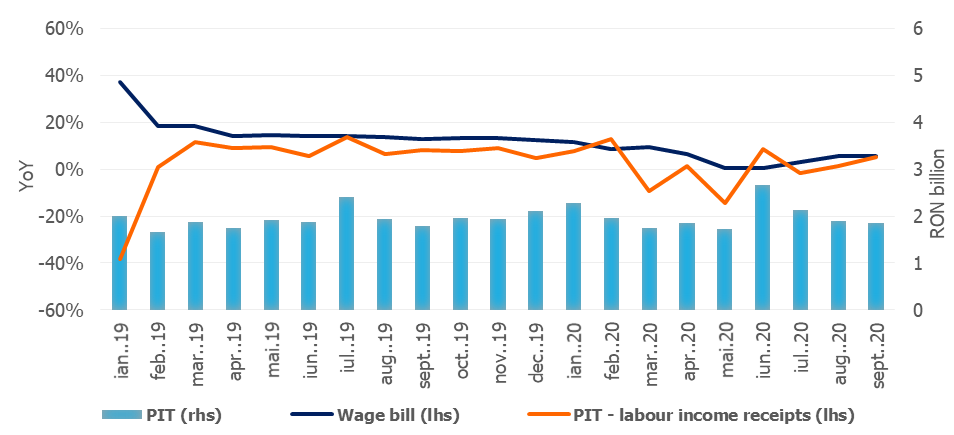 60%
40%
20%
0%
-20%
-40%
-60%
YoY
6
5
4
3
2
1
0
RON billion
ian..19
feb..19
mar..19
apr..19
mai.19
iun..19
iul..19
aug..19
sept..19
oct..19
nov..19
dec..19
ian..20
feb..20
mar..20
apr..20
mai.20
iun..20
iul..20
aug..20
sept..20
PIT (rhs)
Wage bill (lhs)
PIT - labour income receipts (lhs)